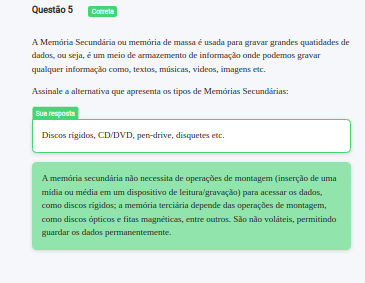 Questão 5 Correta
A Memória Secundária ou memória de massa é usada para gravar grandes quatidades de
dados, ou seja, é um meio de armazenamento de informação onde podemos gravar
qualquer informação como, textos, músicas, vídeos, imagens etc.
Assinale a alternativa que apresenta os tipos de Memórias Secundárias:
Sua resposta
Discos rígidos, CD/DVD, pen-drive, disquetes etc.
A memória secundária não necessita de operações de montagem (inserção de uma
mídia ou média em um dispositivo de leitura/gravação) para acessar os dados,
como discos rígidos; a memória terciária depende das operações de montagem,
como discos ópticos e fitas magnéticas, entre outros. São não voláteis, permitindo
guardar os dados permanentemente.